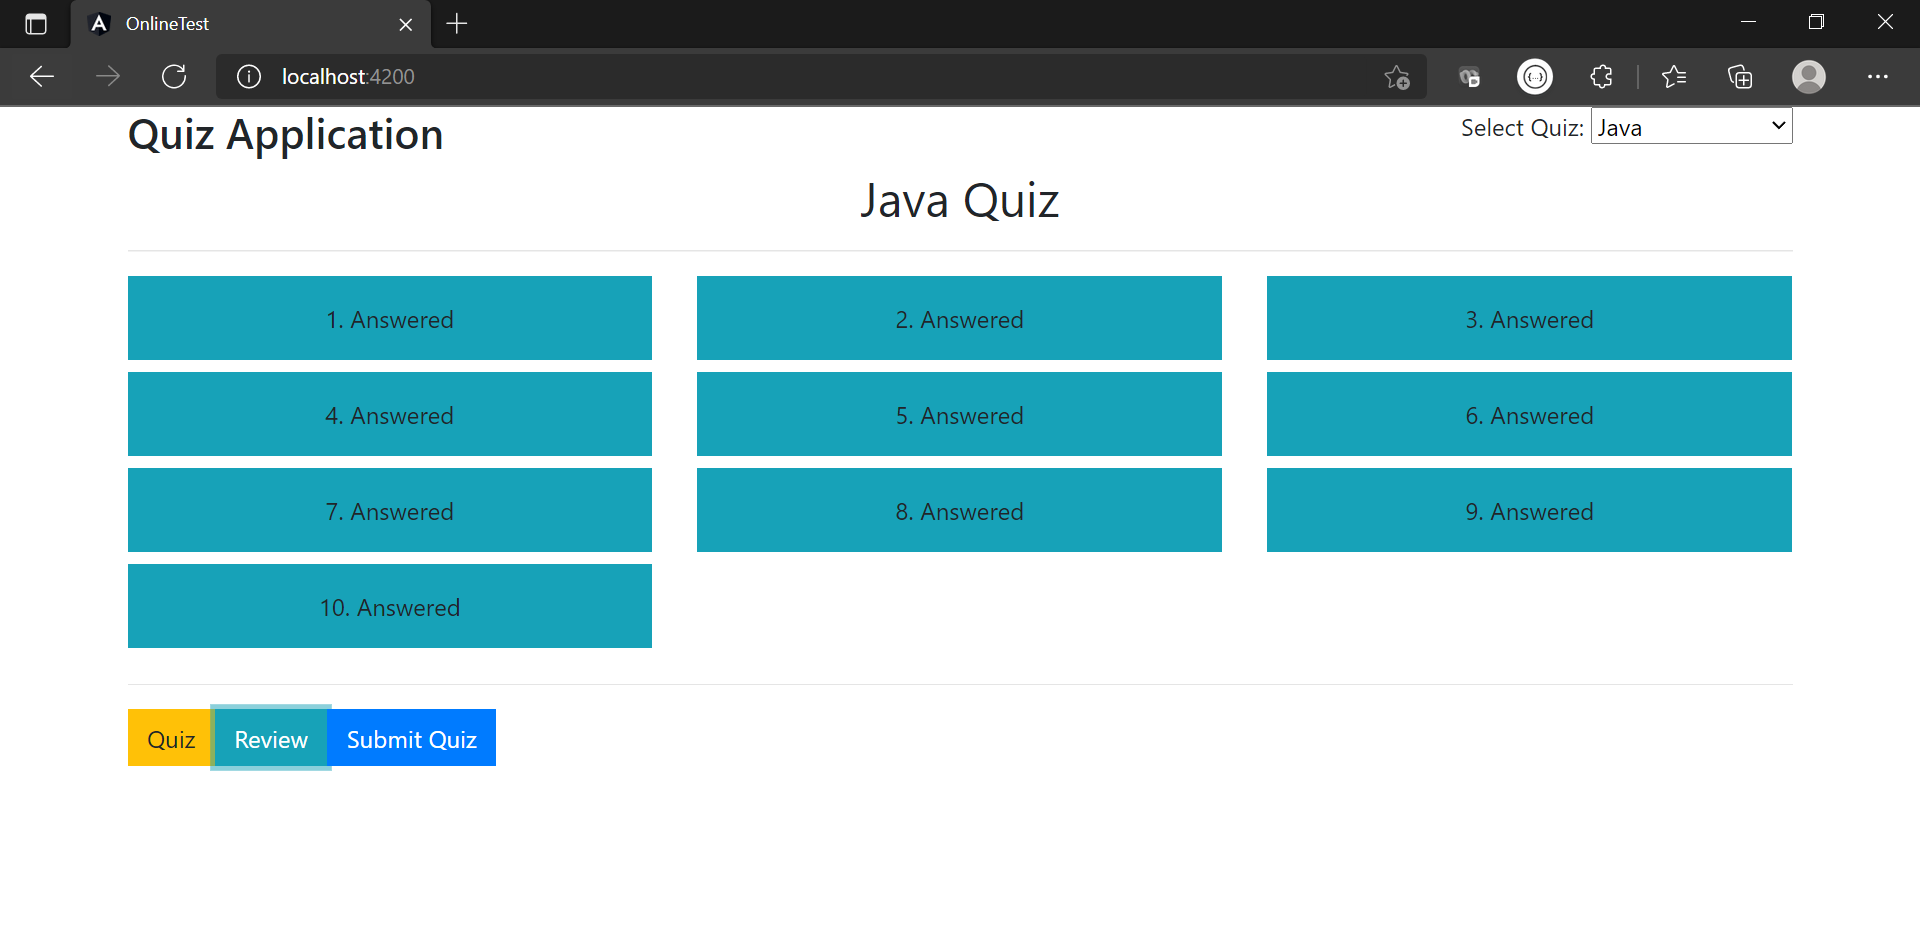 OnlineTest
localhost:4200
Quiz Application
Select Quiz: Java
Java Quiz
1. Answered
2. Answered
3. Answered
4. Answered
5. Answered
6. Answered
7. Answered
8. Answered
9. Answered
10. Answered
Quiz
Review
Submit Quiz